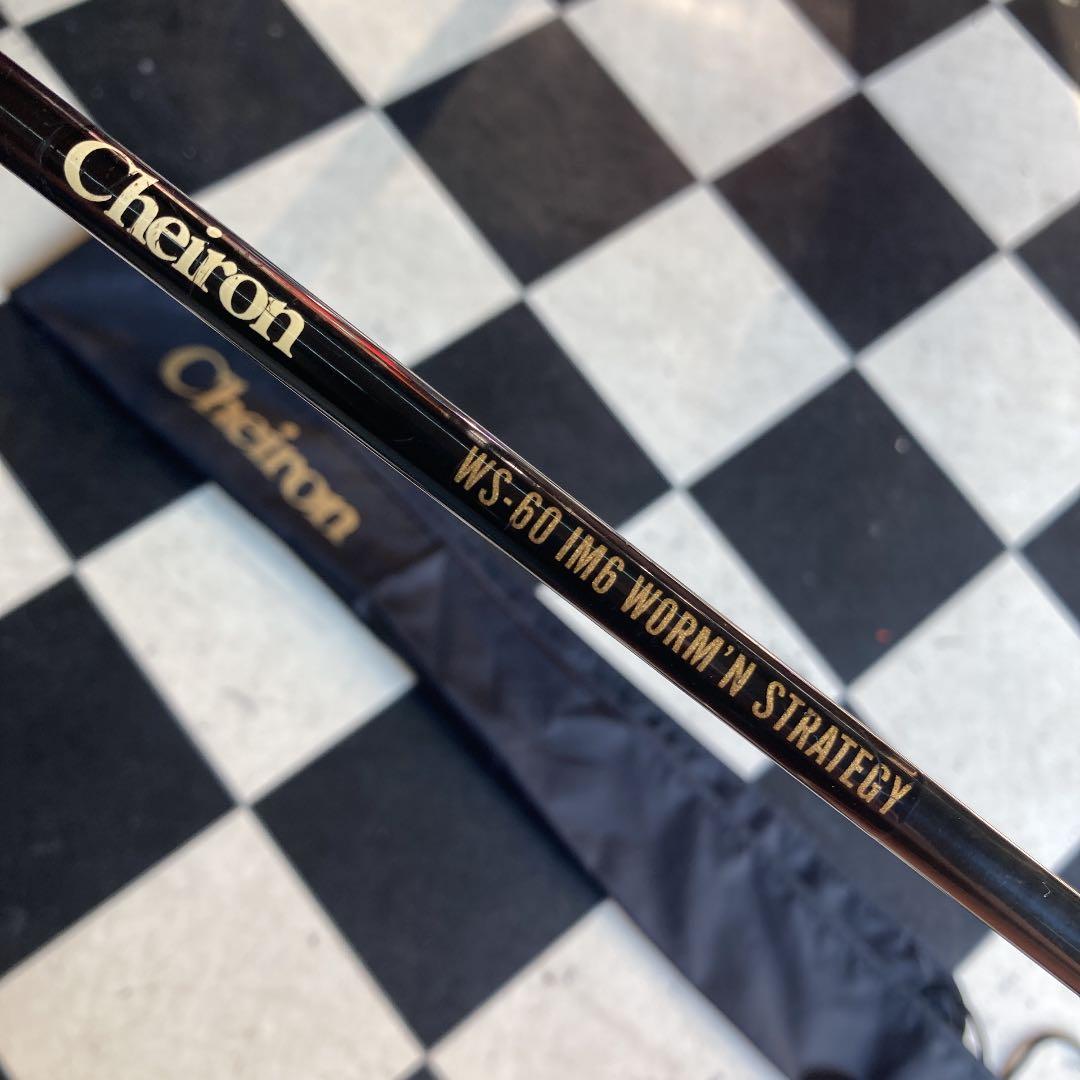 Cheiron
WS-60 IM6 WORM'N STRATEGY
Cheiron